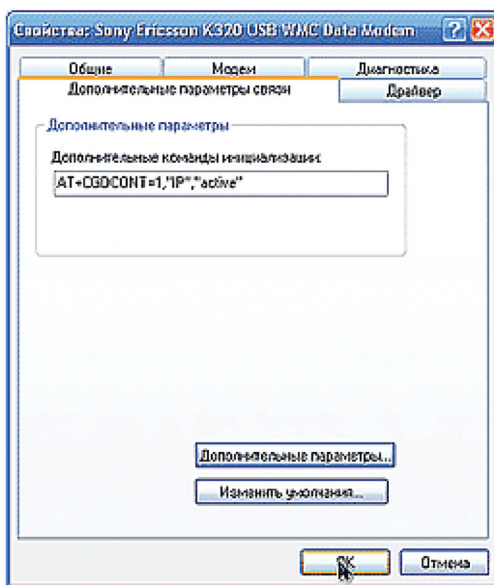 Свойства: Sony Ericsson K320 USB WMC Data Modem
Общие Модем Диагностика
Дополнительные параметры связи Драйвер
Дополнительные параметры
Дополнительные команды инициализации:
AT+CGDCONT=1,"IP","active"
Дополнительные параметры...
Изменить умолчания...
ОК Отмена